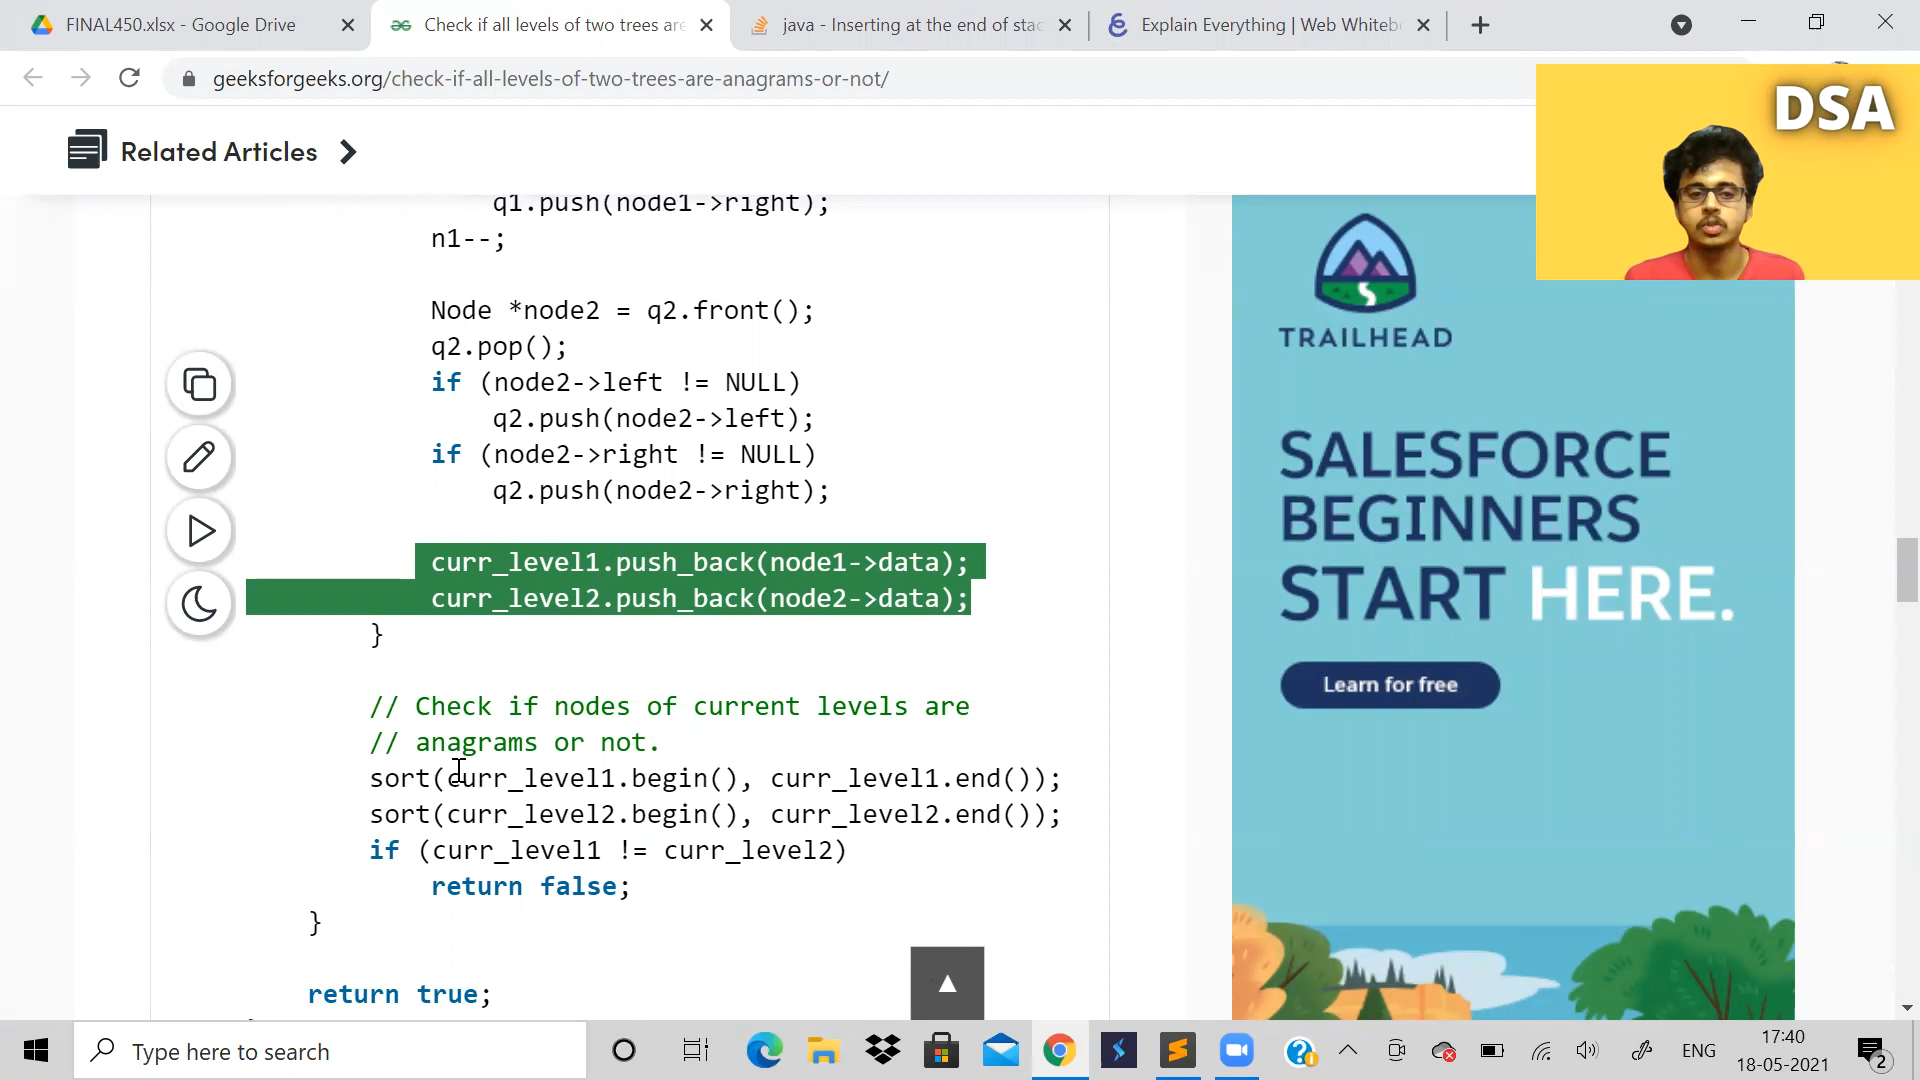 FINAL450.xlsx - Google Drive
Check if all levels of two trees are
java - Inserting at the end of stac
Explain Everything | Web Whiteb
geeksforgeeks.org/check-if-all-levels-of-two-trees-are-anagrams-or-not/
DSA
Related Articles
q1.push(node1->right);
n1--;
Node *node2 = q2.front();
q2.pop();
if (node2->left != NULL)
q2.push(node2->left);
if (node2->right != NULL)
q2.push(node2->right);
curr_level1.push_back(node1->data);
curr_level2.push_back(node2->data);
}
// Check if nodes of current levels are
// anagrams or not.
sort(curr_level1.begin(), curr_level1.end());
sort(curr_level2.begin(), curr_level2.end());
if (curr_level1 != curr_level2)
return false;
}
return true;
TRAILHEAD
SALESFORCE
BEGINNERS
START HERE.
Learn for free
Type here to search
ENG
17:40
18-05-2021
2